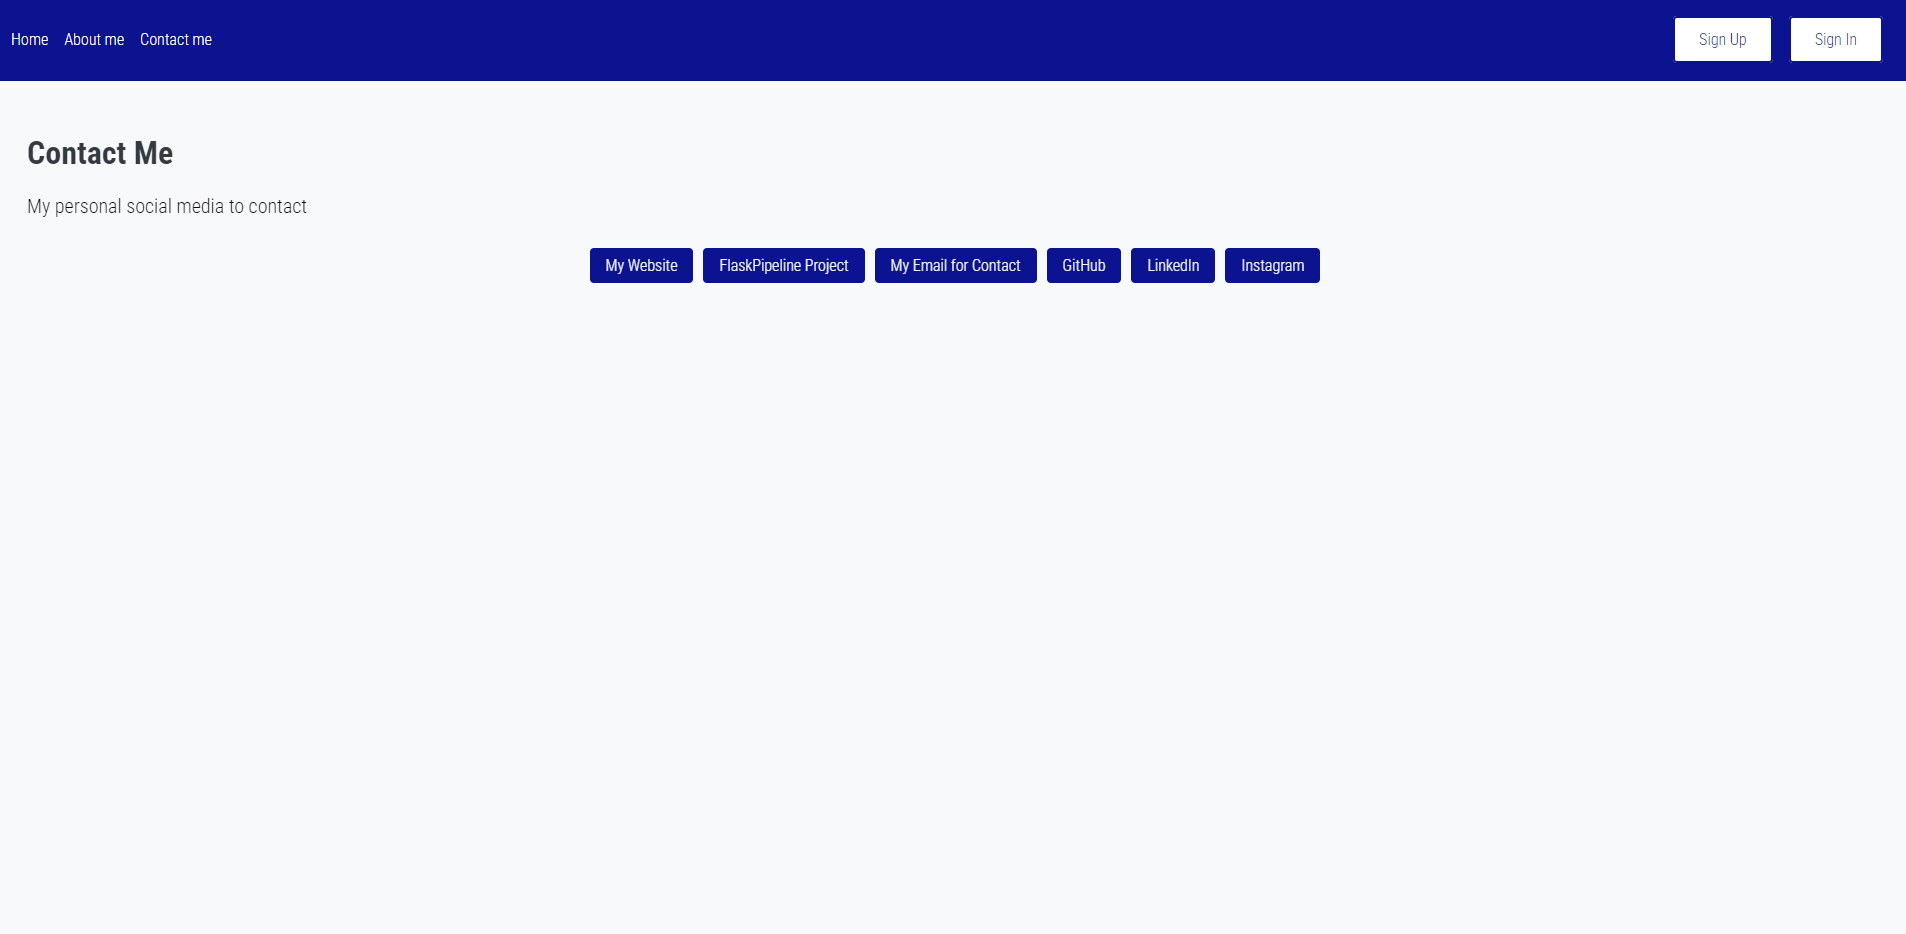 Home About me Contact me Sign Up Sign In
Contact Me
My personal social media to contact
My Website FlaskPipeline Project My Email for Contact GitHub LinkedIn Instagram